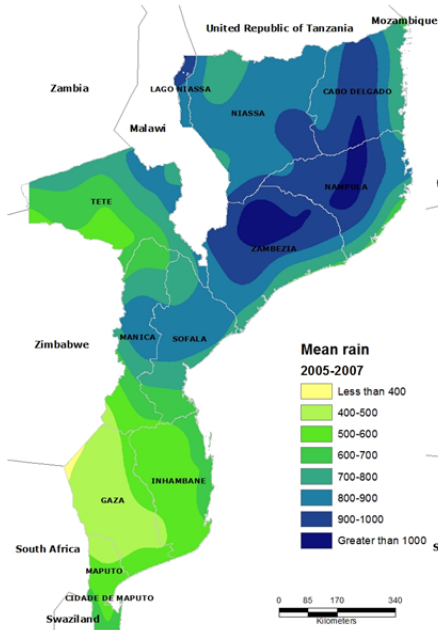 Mozambique
United Republic of Tanzania
Zambia
LAGO NIASSA
CABO DELGADO
NIASSA
Malawi
NAMPULA
TETE
ZAMBEZIA
MANICA
SOFALA
Zimbabwe
Mean rain
2005-2007
Less than 400
400-500
500-600
600-700
700-800
800-900
900-1000
Greater than 1000
INHAMBANE
GAZA
South Africa
MAPUTO
CIDADE DE MAPUTO
Swaziland
0 85 170 340
Kilometers